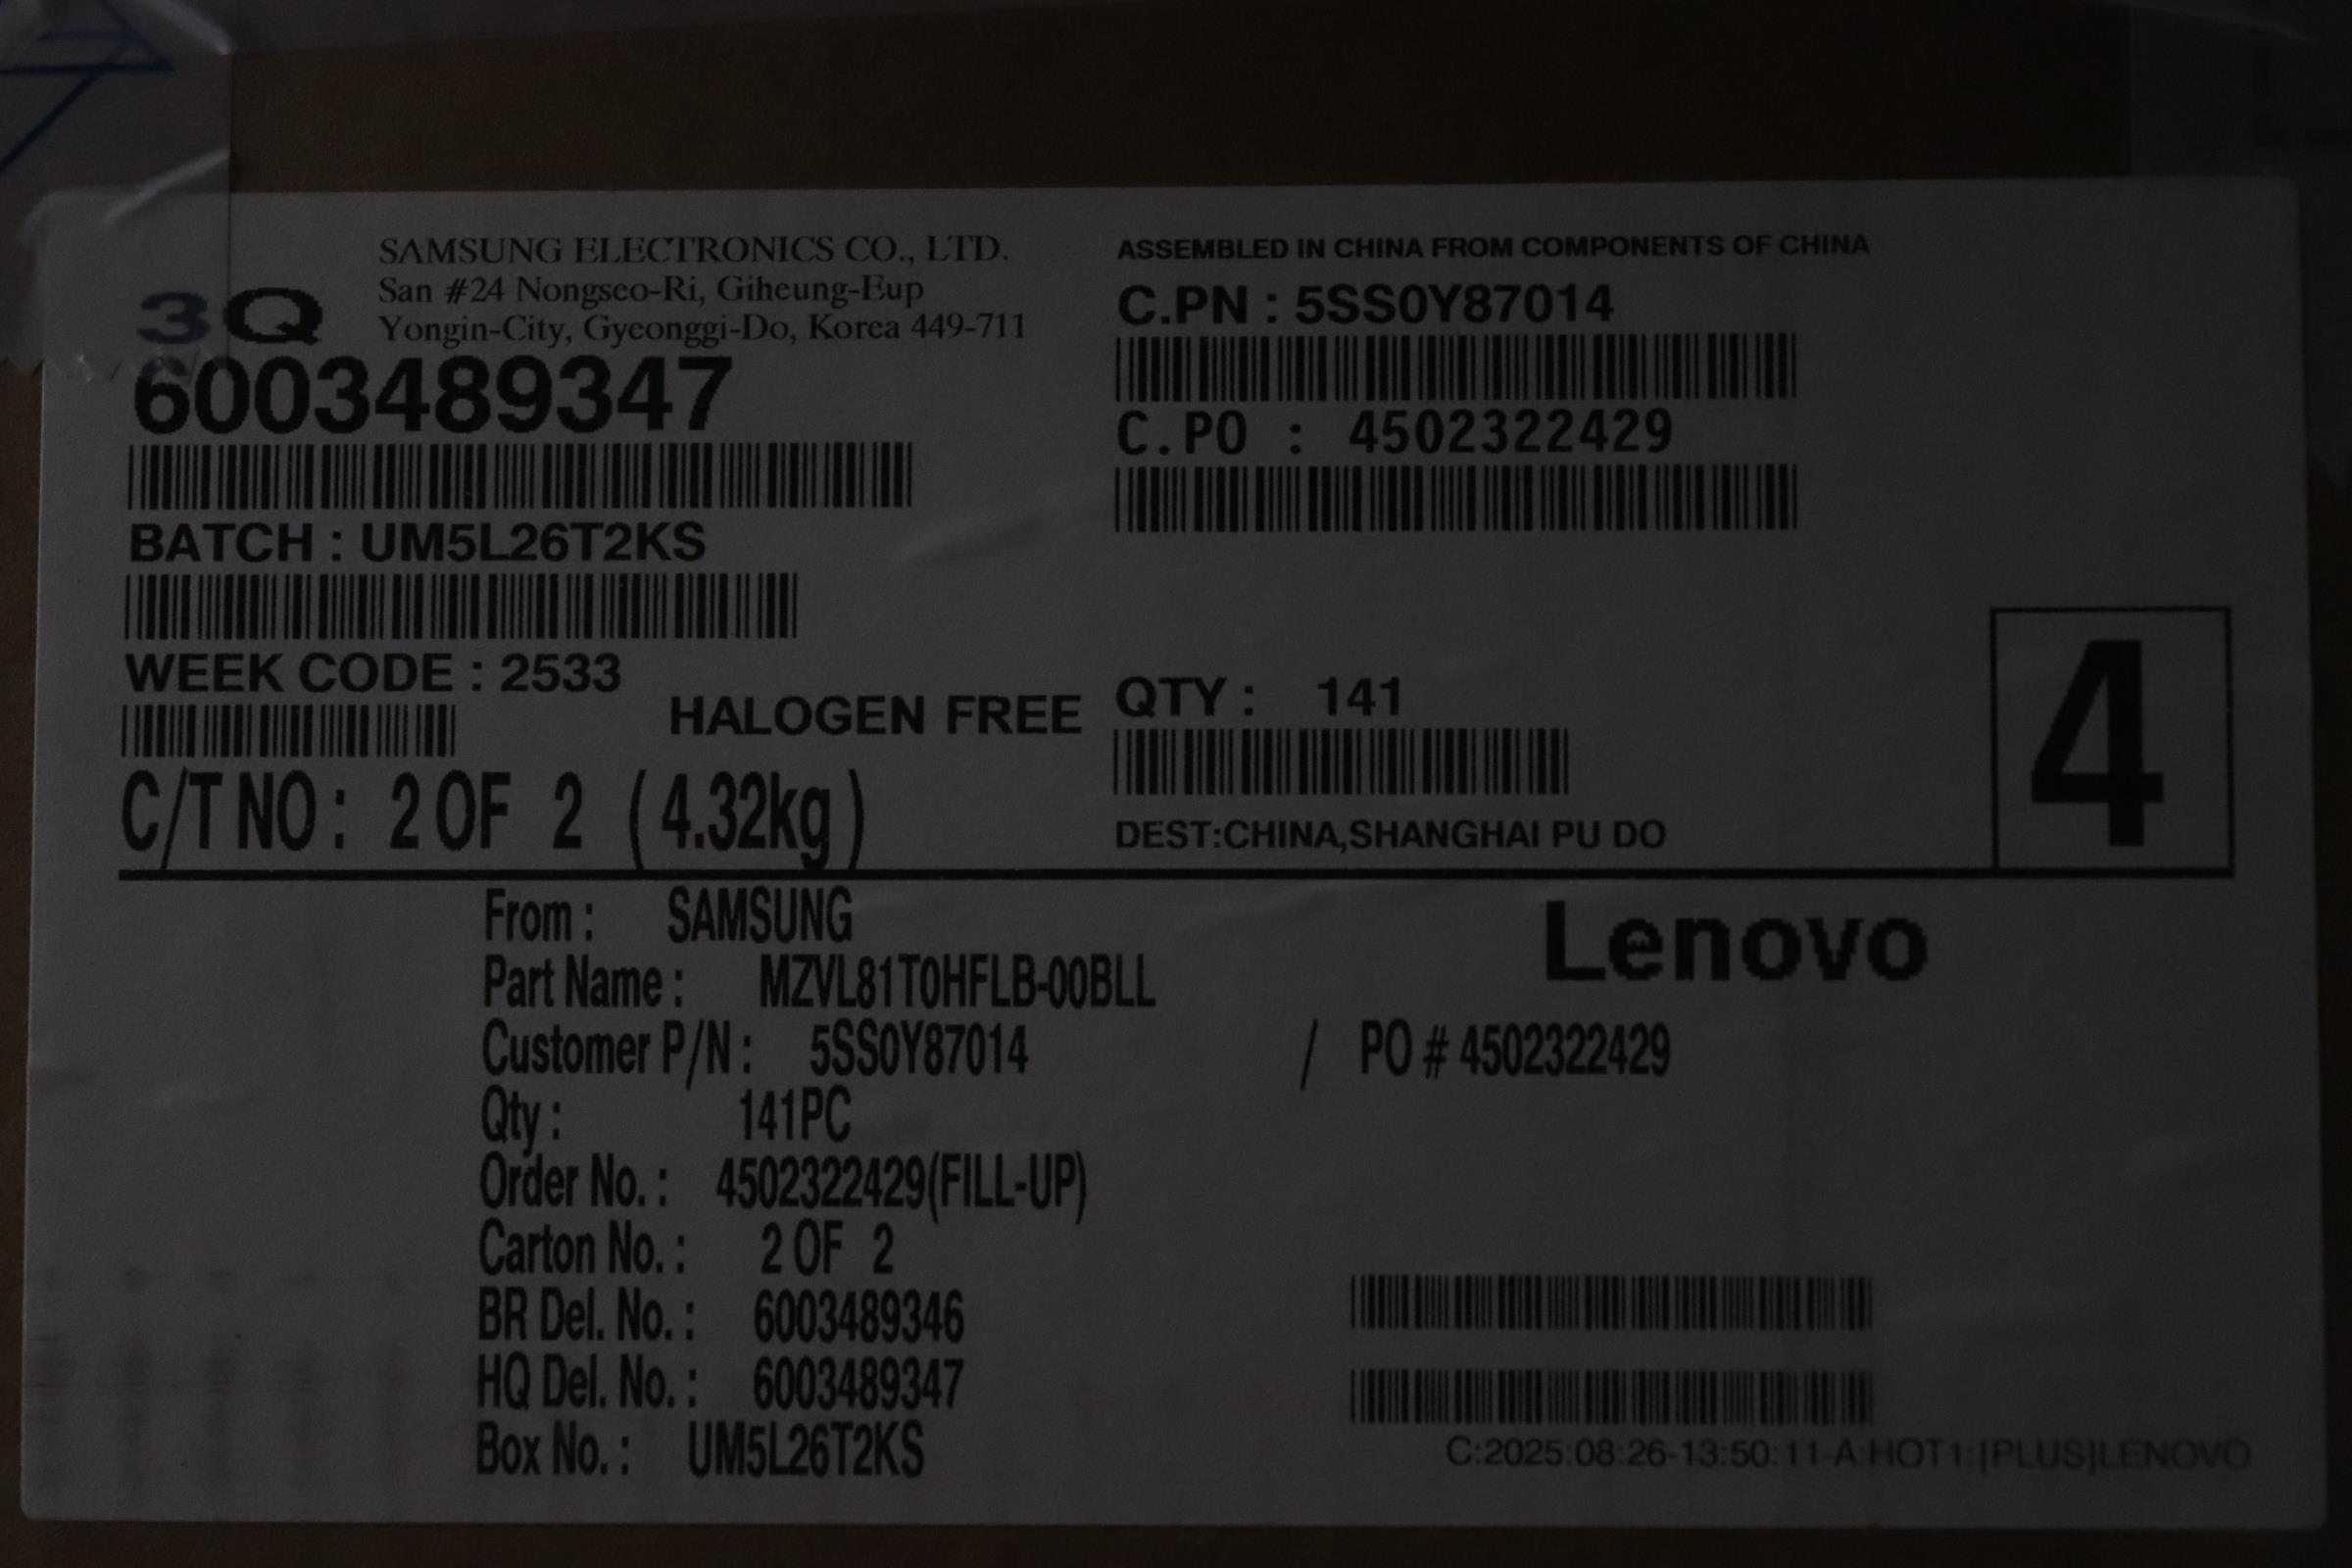 SAMSUNG ELECTRONICS CO., LTD.
San #24 Nongseo-Ri, Giheung-Eup
Yongin-City, Gyeonggi-Do, Korea 449-711
3Q
6003489347
BATCH : UM5L26T2KS
WEEK CODE : 2533
HALOGEN FREE
C/T NO : 2 OF 2 (4.32kg)
ASSEMBLED IN CHINA FROM COMPONENTS OF CHINA
C.PN : 5SS0Y87014
C.PO : 4502322429
QTY : 141
DEST:CHINA,SHANGHAI PU DO
4
From : SAMSUNG
Lenovo
Part Name : MZVL81T0HFLB-00BLL
Customer P/N : 5SS0Y87014 / PO # 4502322429
Qty : 141PC
Order No. : 4502322429(FILL-UP)
Carton No. : 2 OF 2
BR Del. No. : 6003489346
HQ Del. No. : 6003489347
Box No. : UM5L26T2KS
C:2025:08:26-13:50:11-A:HOT1:[PLUS]LENOVO